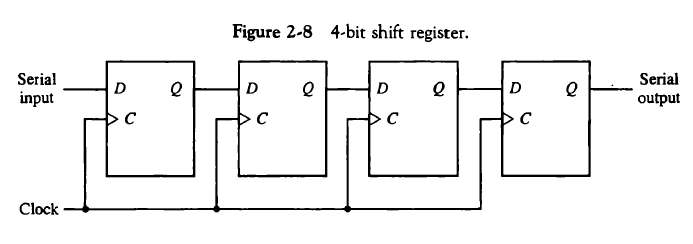 Figure 2-8 4-bit shift register.
Serial
input
D Q D Q D Q D Q
Serial
output
C C C C
Clock